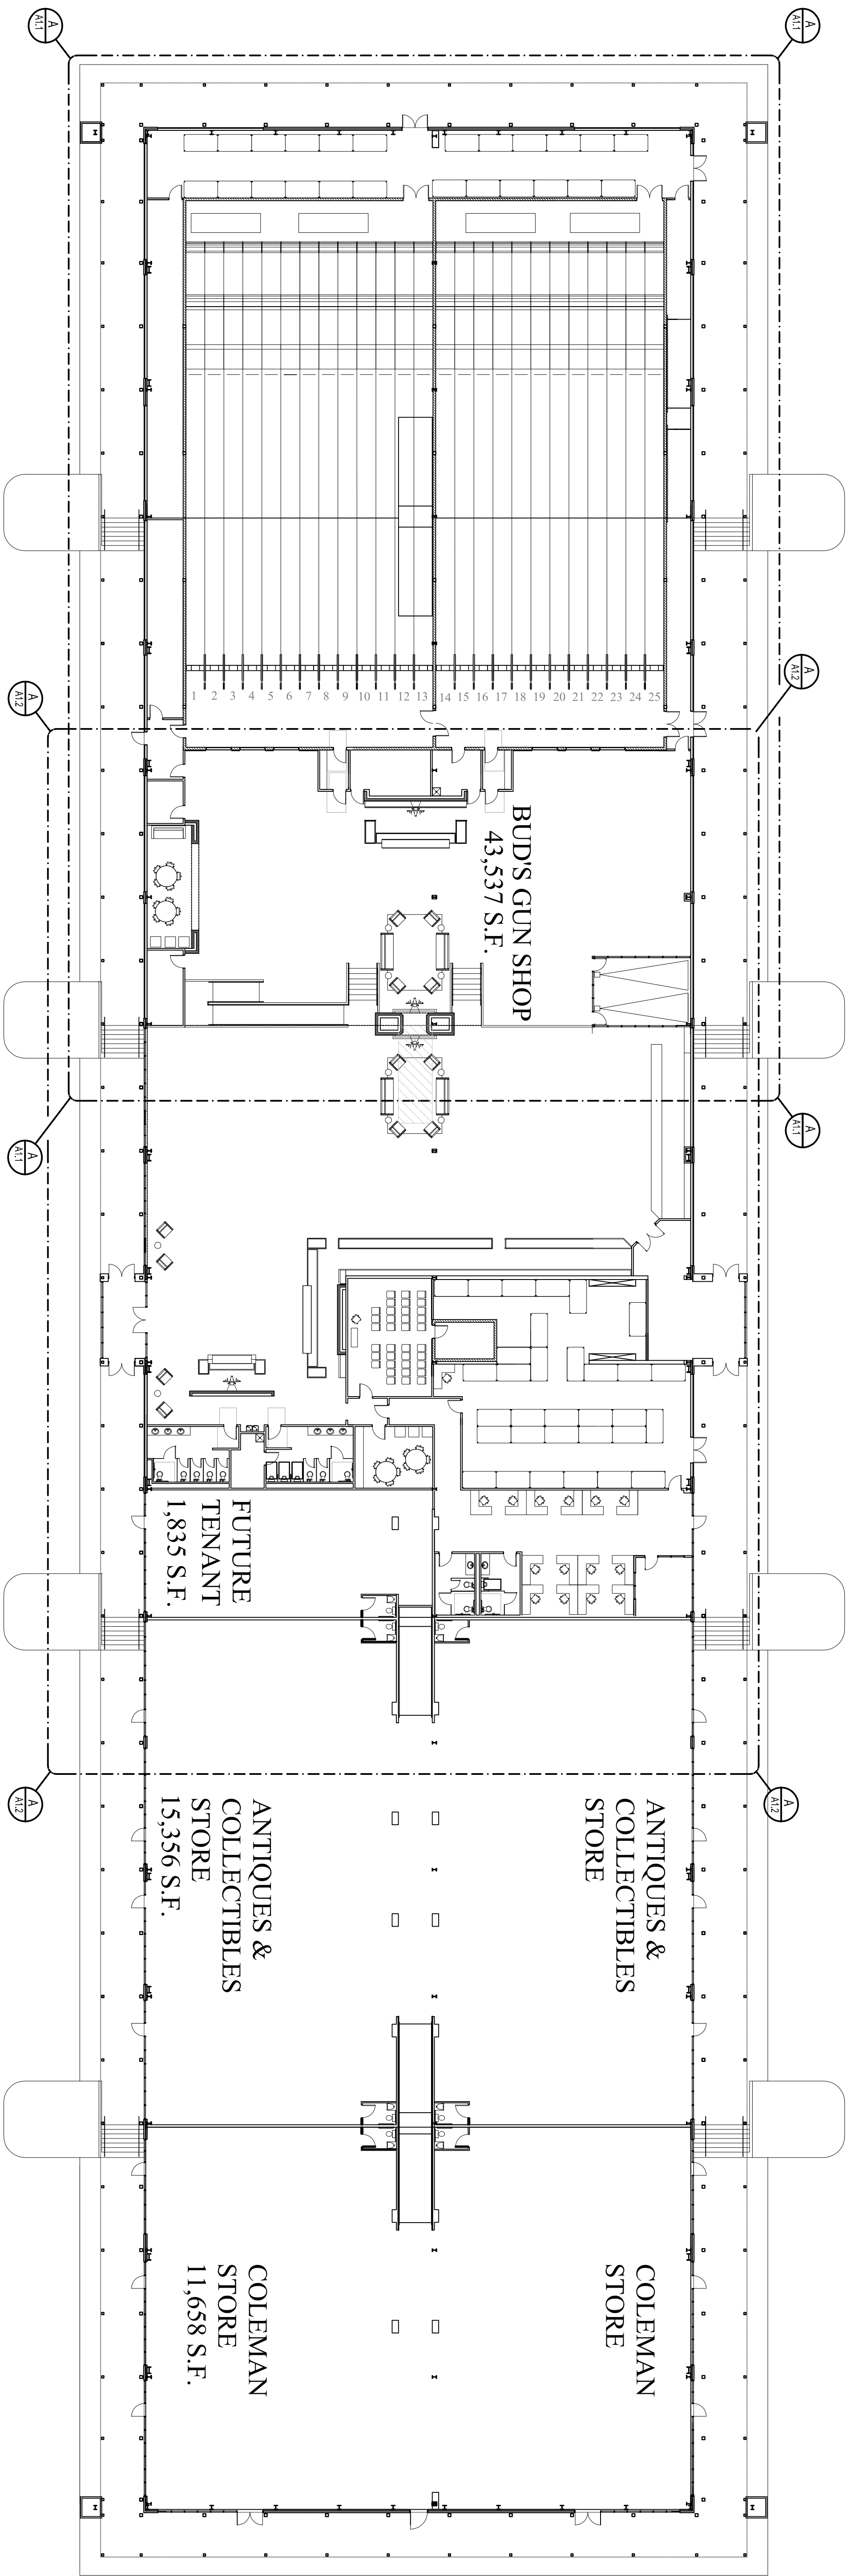 A
A1.1
A
A1.1
1
2
3
4
5
6
7
8
9
10
11
12
13
14
15
16
17
18
19
20
21
22
23
24
25
A
A1.2
A
A1.2
BUD'S GUN SHOP
43,537 S.F.
A
A1.1
A
A1.1
FUTURE
TENANT
1,835 S.F.
A
A1.2
A
A1.2
ANTIQUES &
COLLECTIBLES
STORE
ANTIQUES &
COLLECTIBLES
STORE
15,356 S.F.
COLEMAN
STORE
COLEMAN
STORE
11,658 S.F.